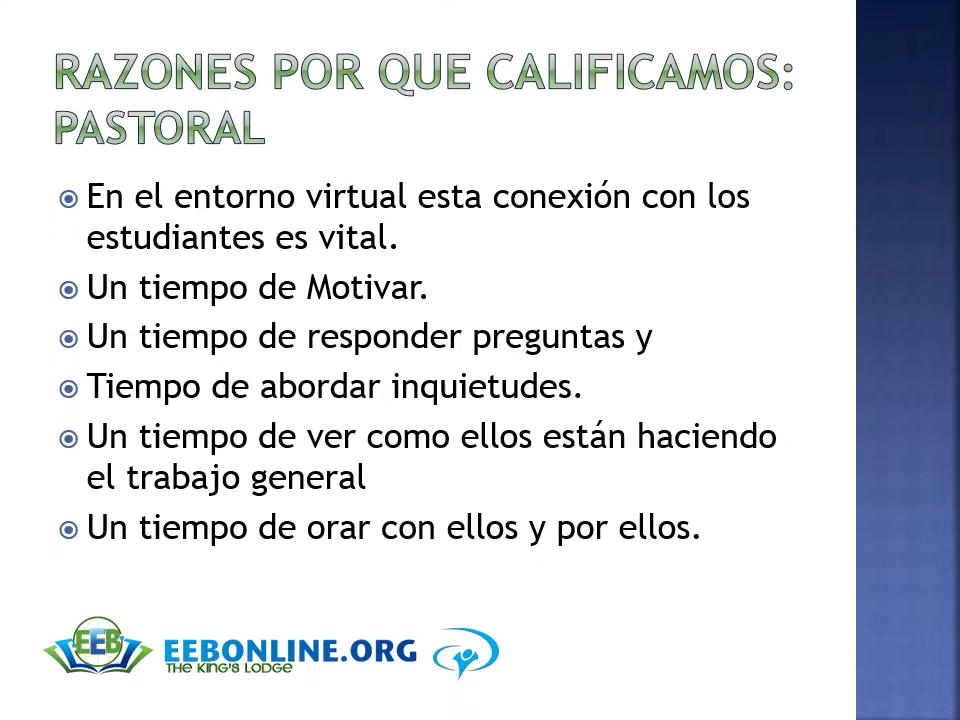 RAZONES POR QUE CALIFICAMOS:
PASTORAL
En el entorno virtual esta conexión con los
estudiantes es vital.
Un tiempo de Motivar.
Un tiempo de responder preguntas y
Tiempo de abordar inquietudes.
Un tiempo de ver como ellos están haciendo
el trabajo general
Un tiempo de orar con ellos y por ellos.
EEB
EEBONLINE.ORG
THE KING'S LODGE